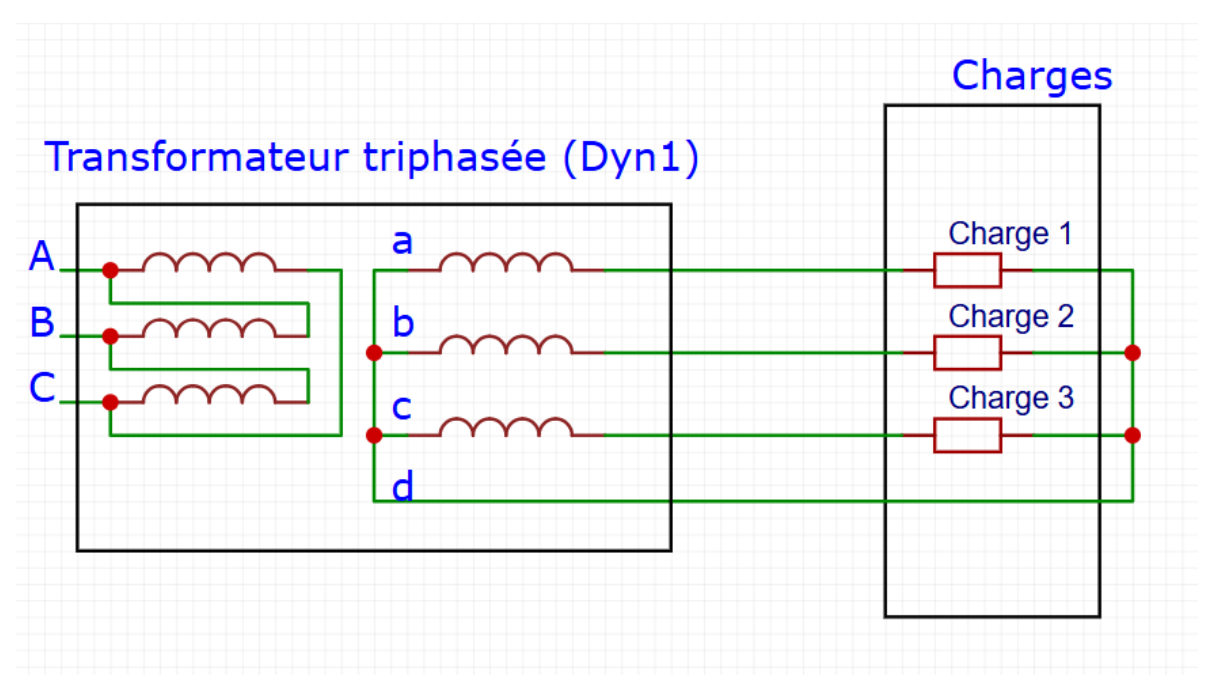 Charges
Transformateur triphasée (Dyn1)
A
B
C
a
b
c
d
Charge 1
Charge 2
Charge 3